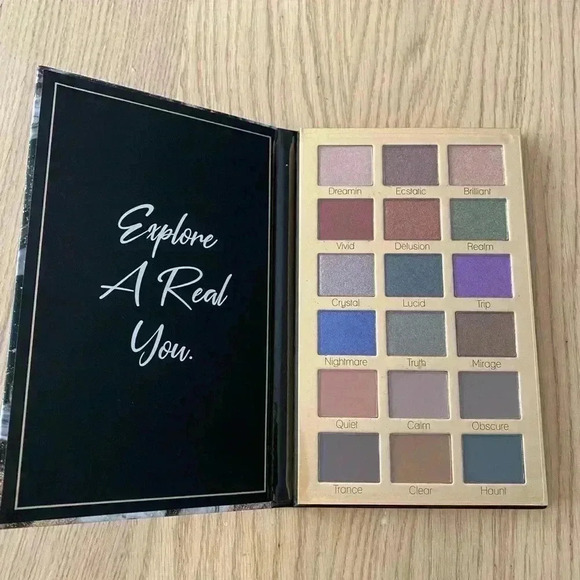 Explore
A Real
You.
Dreamin Ecstatic Brilliant
Vivid Delusion Realm
Crystal Lucid Trip
Nightmare Truth Mirage
Quiet Calm Obscure
Trance Clear Haunt